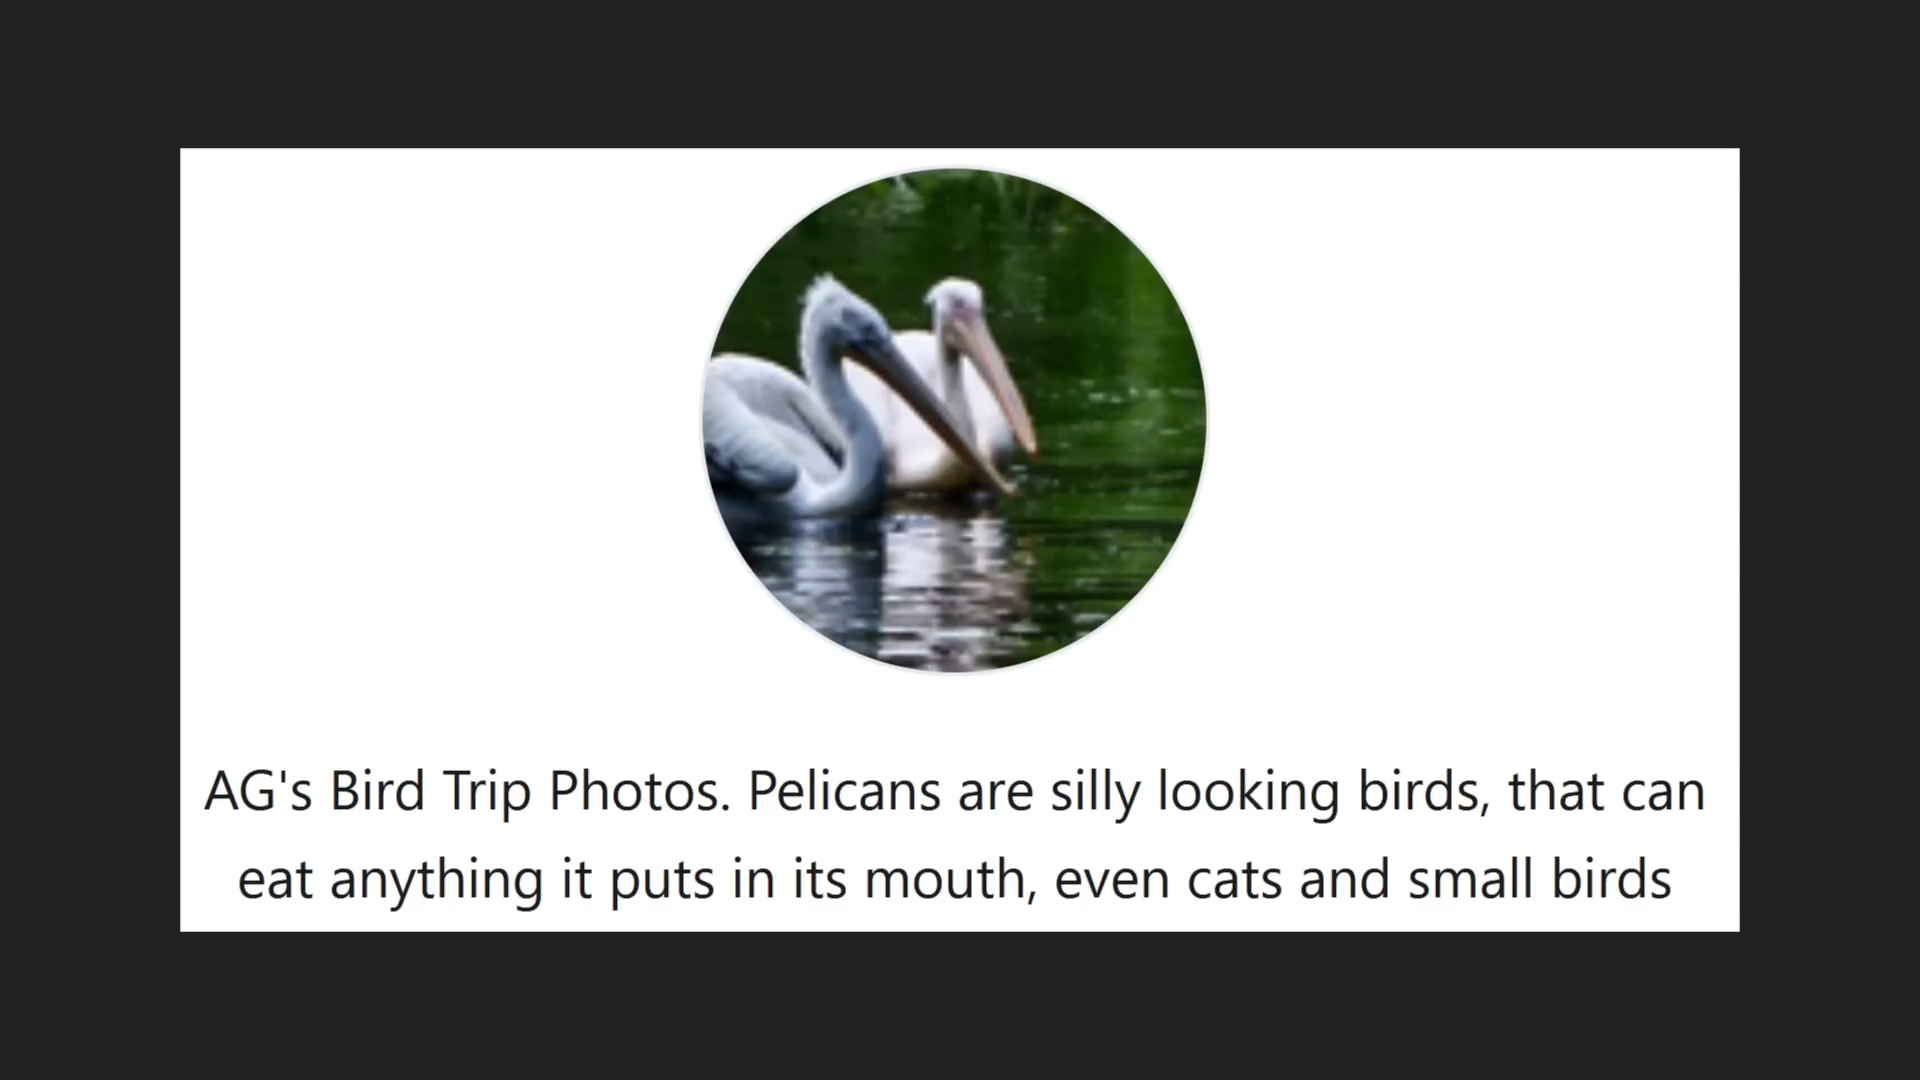 AG's Bird Trip Photos. Pelicans are silly looking birds, that can
eat anything it puts in its mouth, even cats and small birds